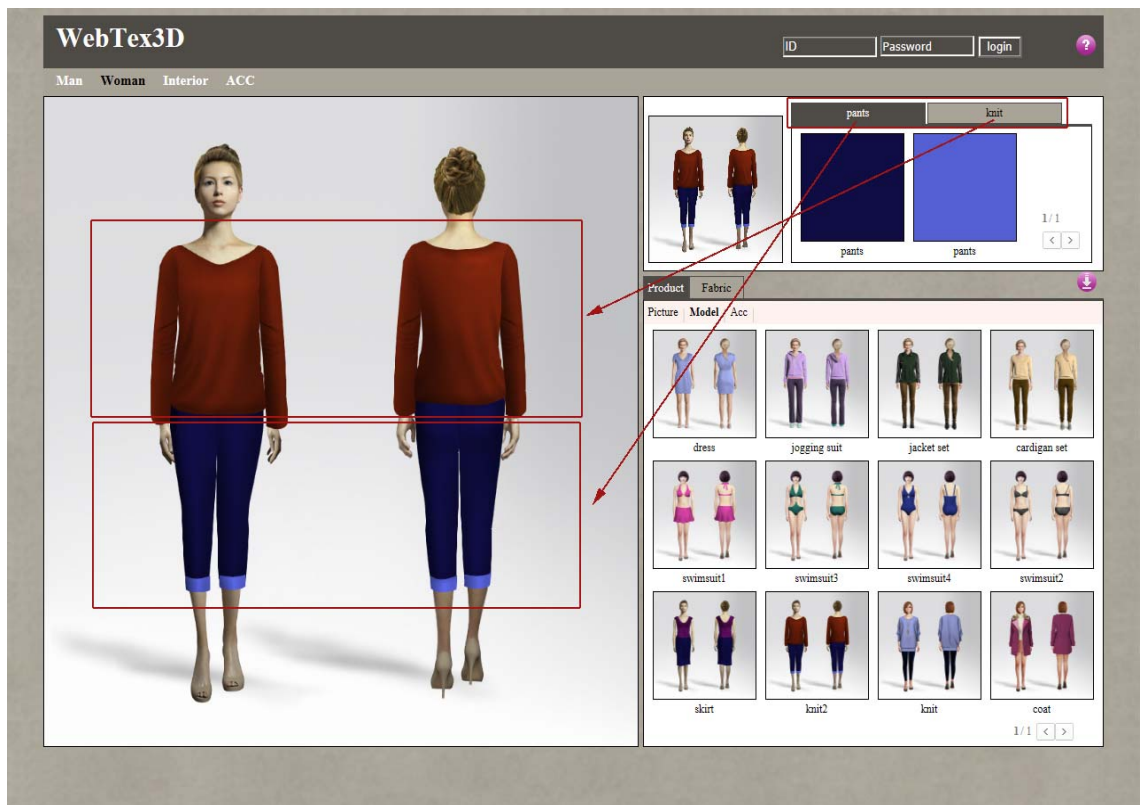 WebTex3D
ID Password login ?
Man Woman Interior ACC
pants knit
1 / 1
< >
pants pants
Product Fabric
Picture Model Acc
dress jogging suit jacket set cardigan set
swimsuit1 swimsuit3 swimsuit4 swimsuit2
skirt knit2 knit coat
1 / 1 < >